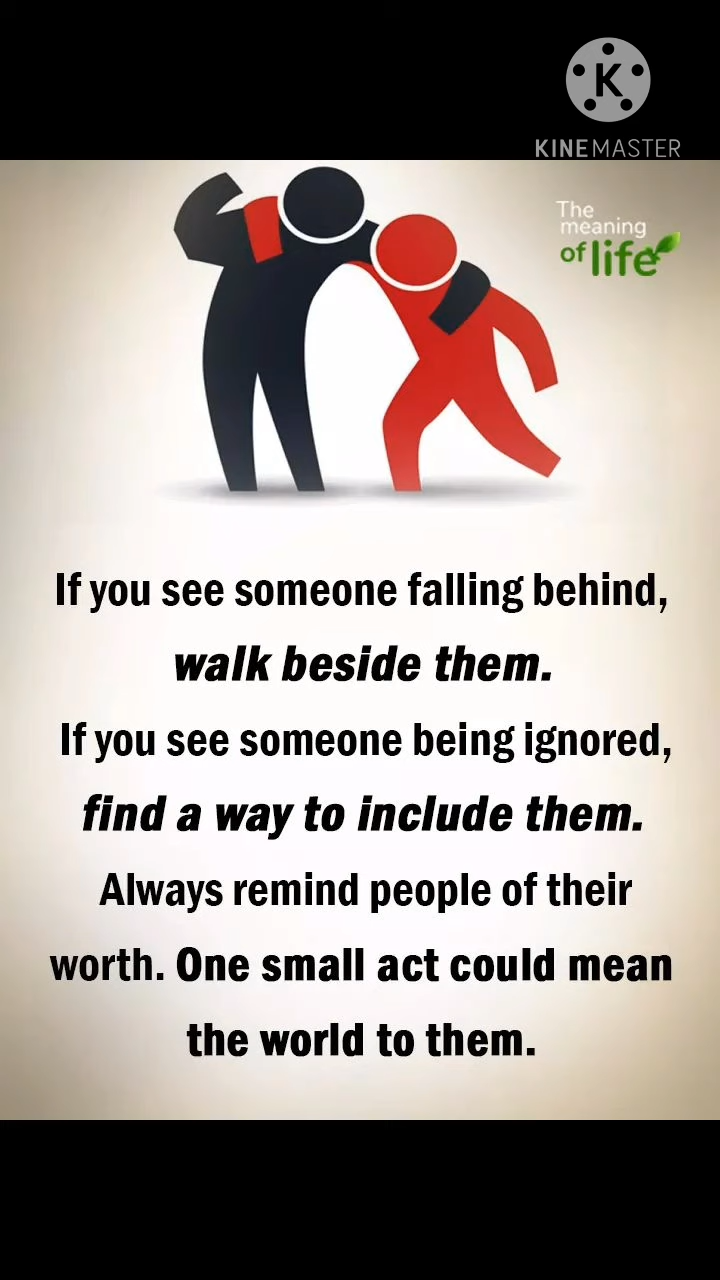 K
KINEMASTER
The
meaning
of life
If you see someone falling behind,
walk beside them.
If you see someone being ignored,
find a way to include them.
Always remind people of their
worth. One small act could mean
the world to them.